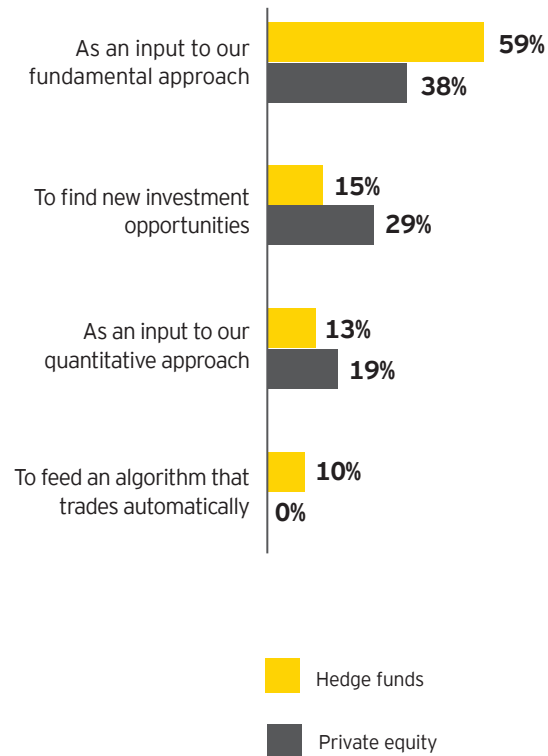 As an input to our
fundamental approach
59%
38%
To find new investment
opportunities
15%
29%
As an input to our
quantitative approach
13%
19%
To feed an algorithm that
trades automatically
10%
0%
Hedge funds
Private equity